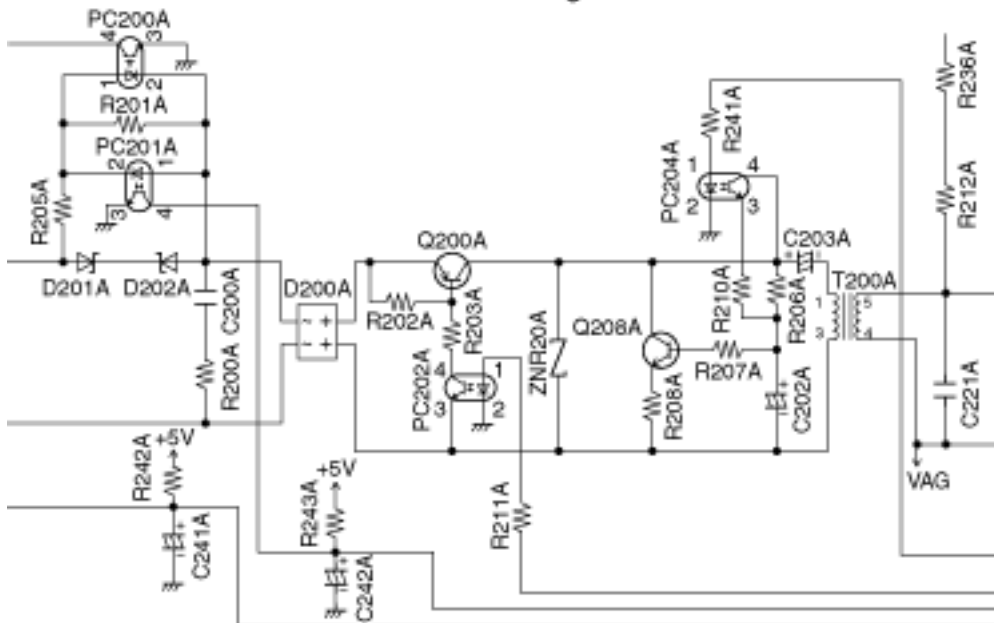 PC200A
4 3
1 2
R201A
PC201A
2 1
3 4
R205A
D201A D202A
C200A
R200A
D200A
~ +
~ +
Q200A
R202A
R203A
PC202A
4 1
3 2
ZNR20A
Q208A
R208A
R207A
R241A
PC204A
1 4
2 3
R210A
R206A
C203A
+
C202A
+
T200A
1 5
3 4
R236A
R212A
C221A
VAG
+5V
R242A
C241A
+
+5V
R243A
C242A
+
R211A